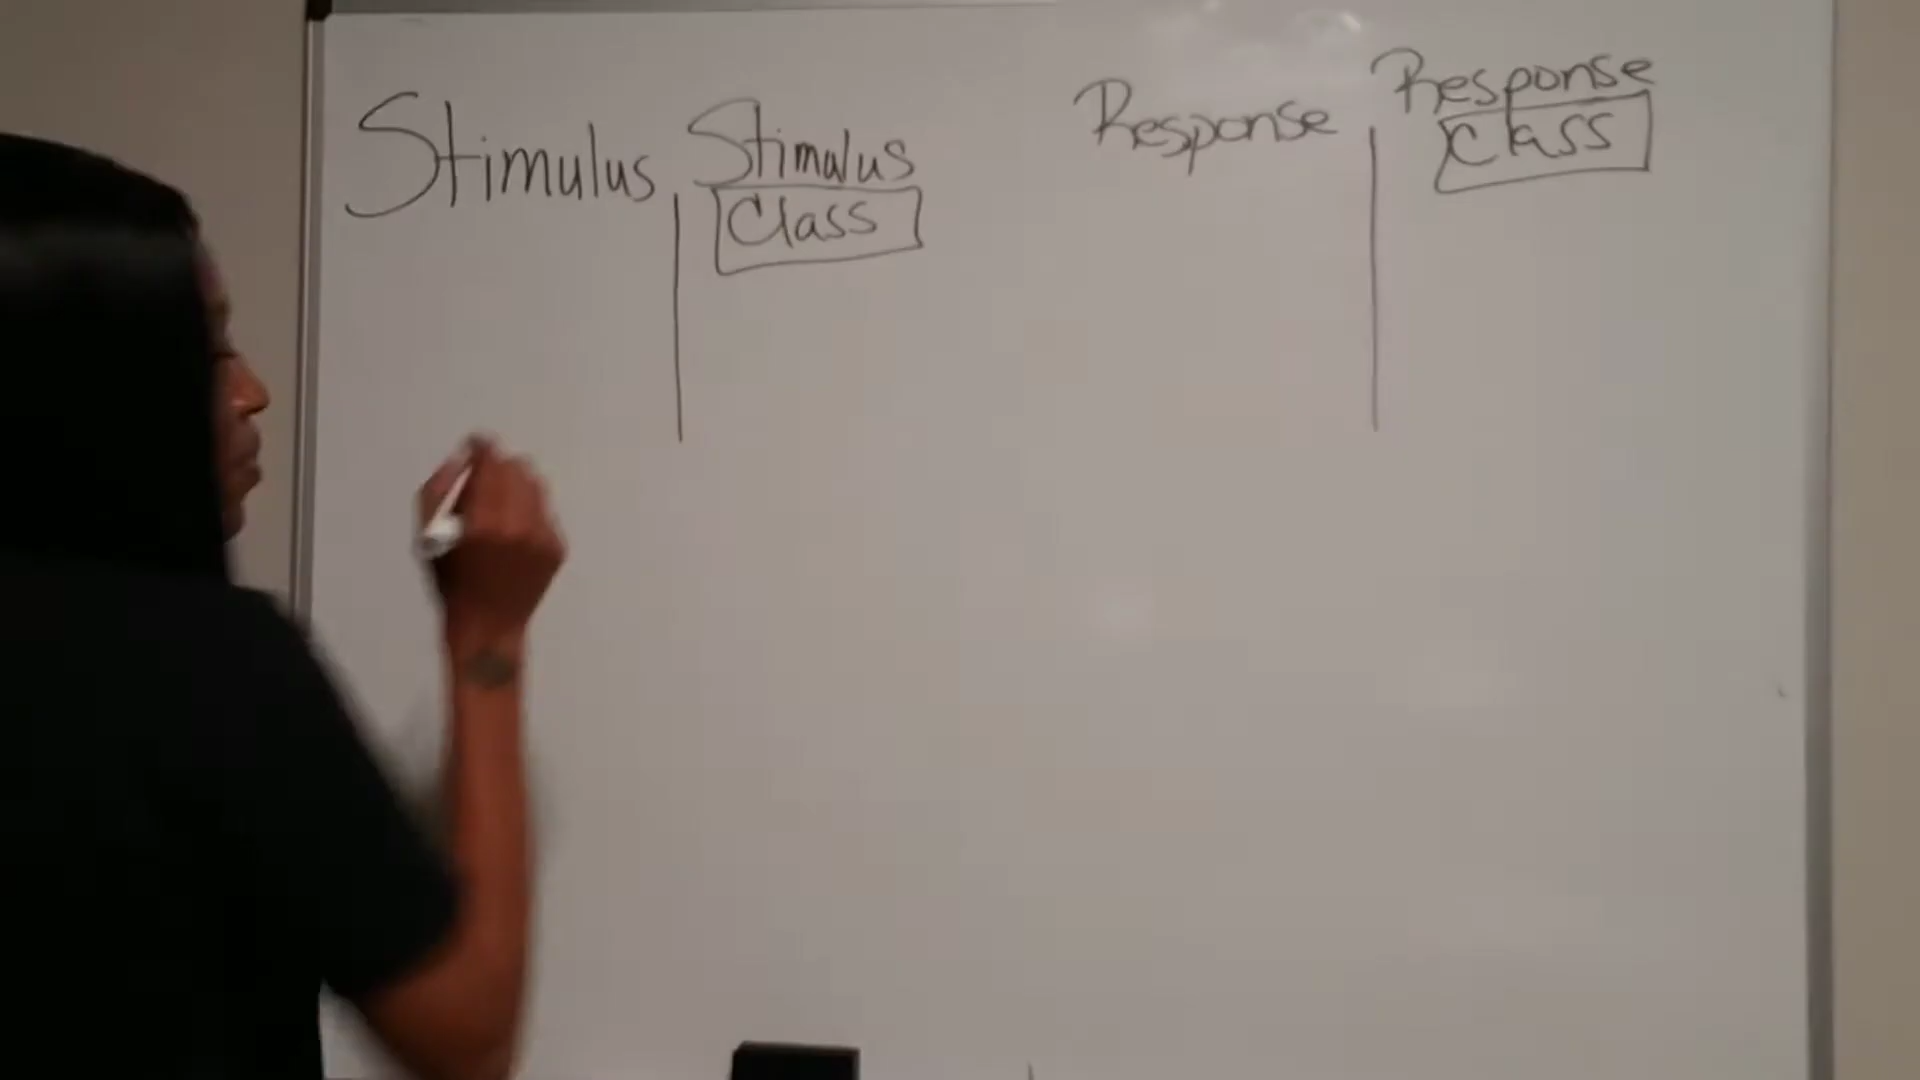 Stimulus
Stimulus
Class
Response
Response
Class